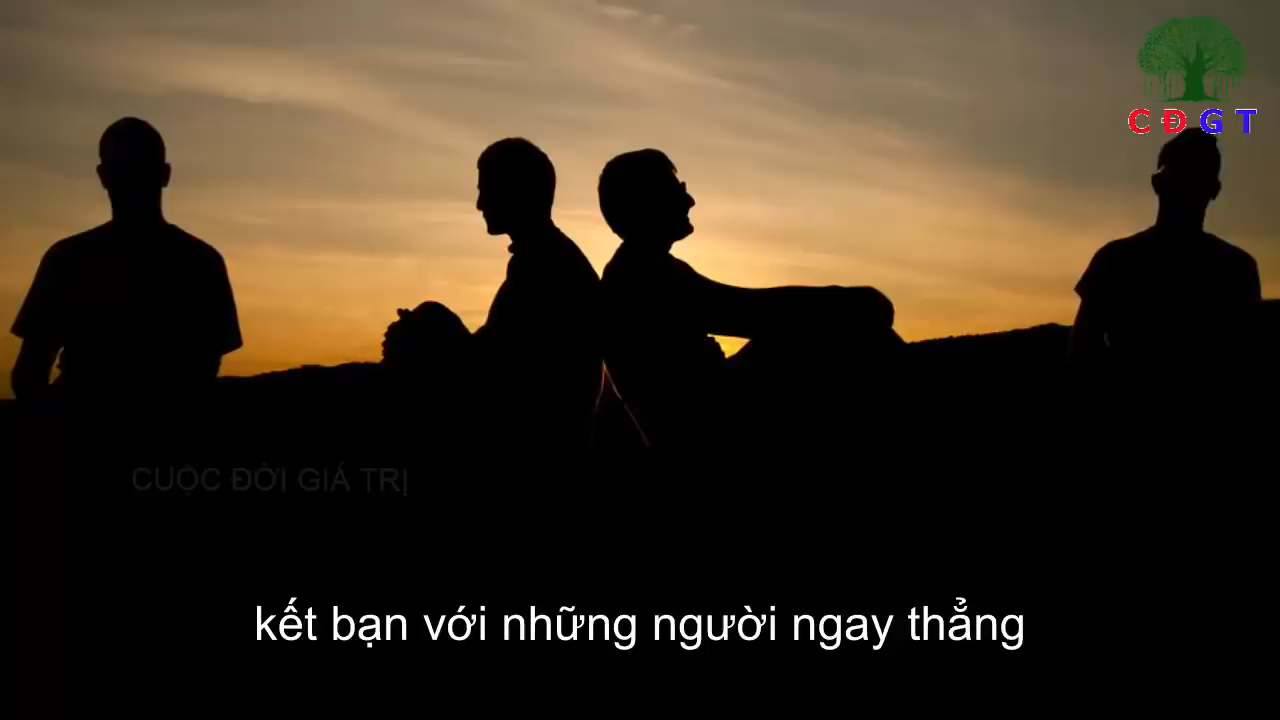 CĐGT
CUỘC ĐỜI GIÁ TRỊ
kết bạn với những người ngay thẳng